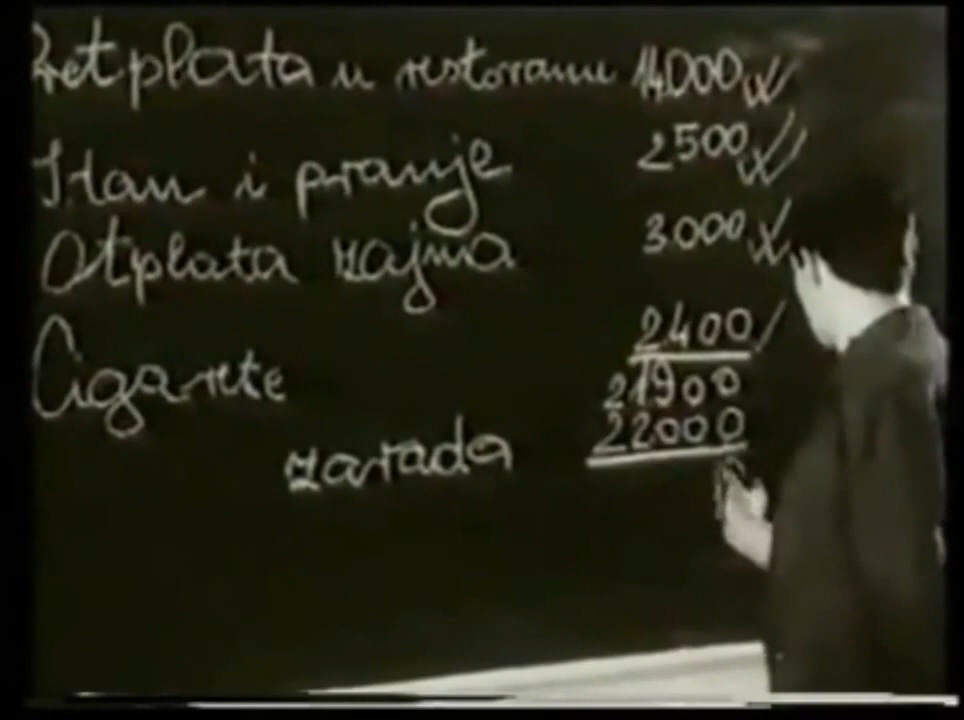 Pretplata u restoranu 14000
Stan i pranje 2500
Otplata zajma 3000
Cigarete 2400
21900
zarada 22000